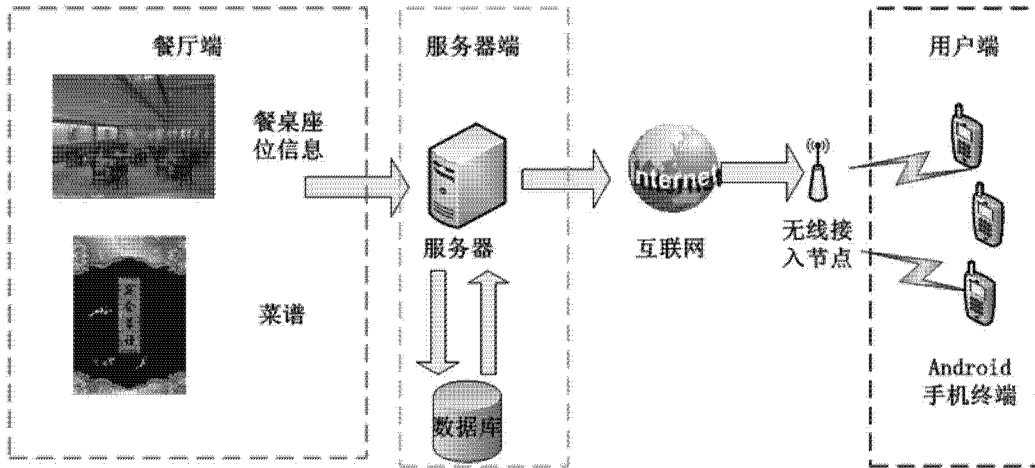 餐厅端
餐桌座
位信息
菜谱
服务器端
服务器
数据库
Internet
互联网
无线接
入节点
用户端
Android
手机终端